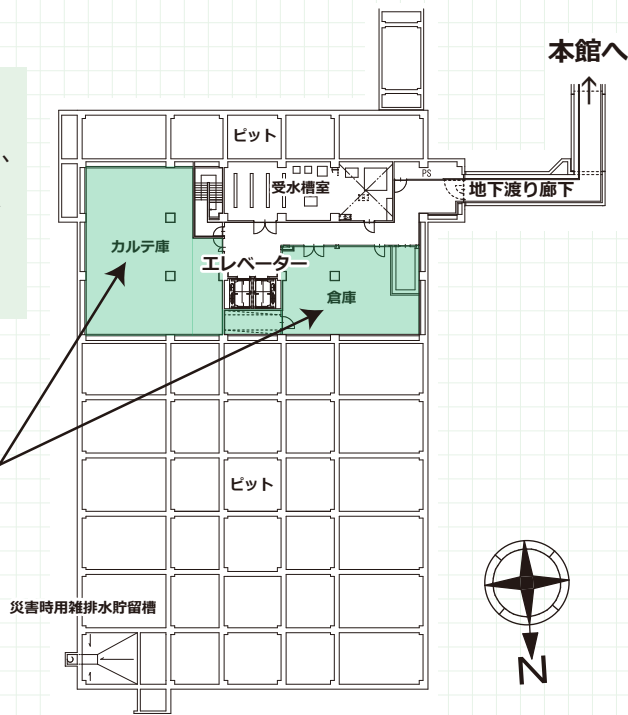 本館へ
ピット
、
PS
受水槽室
地下渡り廊下
カルテ庫
エレベーター
倉庫
ピット
災害時用雑排水貯留槽
N